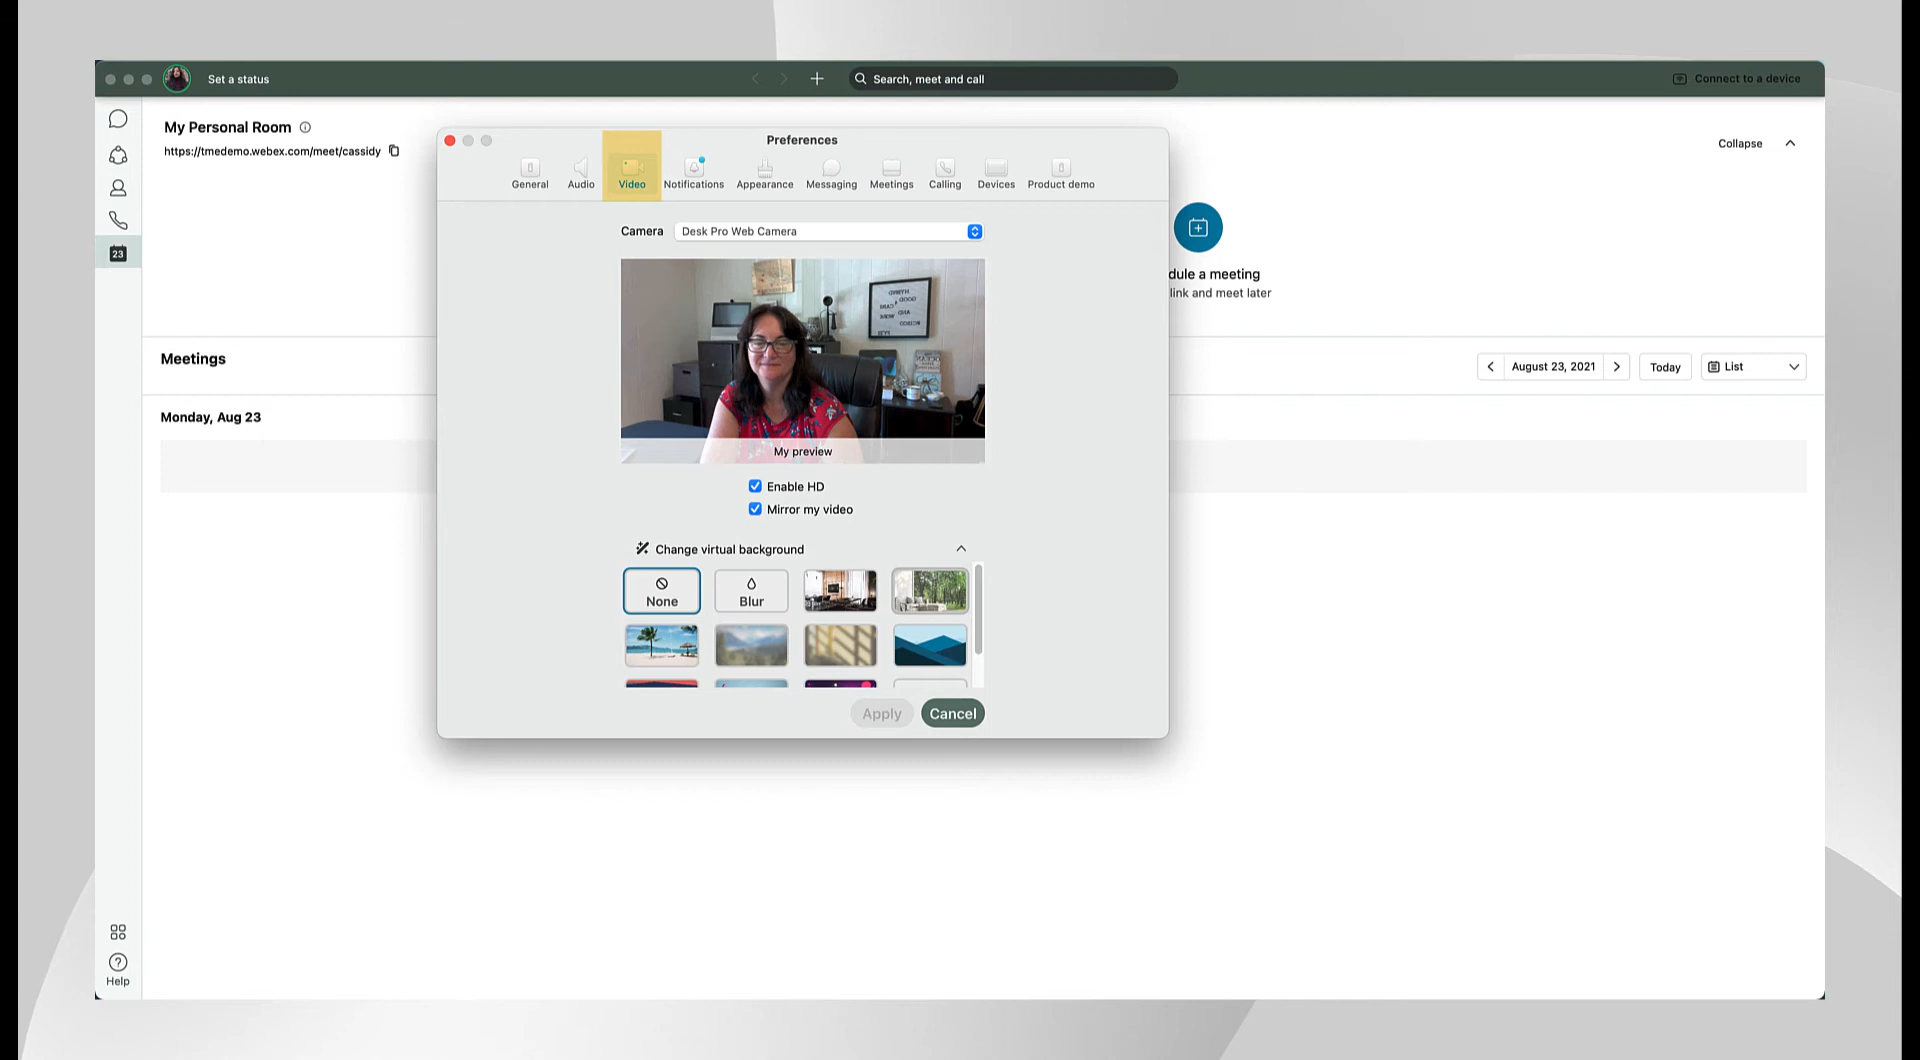 Set a status
Search, meet and call
Connect to a device
My Personal Room
https://tmedemo.webex.com/meet/cassidy
Collapse
Preferences
General
Audio
Video
Notifications
Appearance
Messaging
Meetings
Calling
Devices
Product demo
Camera
Desk Pro Web Camera
My preview
Enable HD
Mirror my video
Change virtual background
None
Blur
Apply
Cancel
dule a meeting
link and meet later
Meetings
August 23, 2021
Today
List
Monday, Aug 23
23
Help